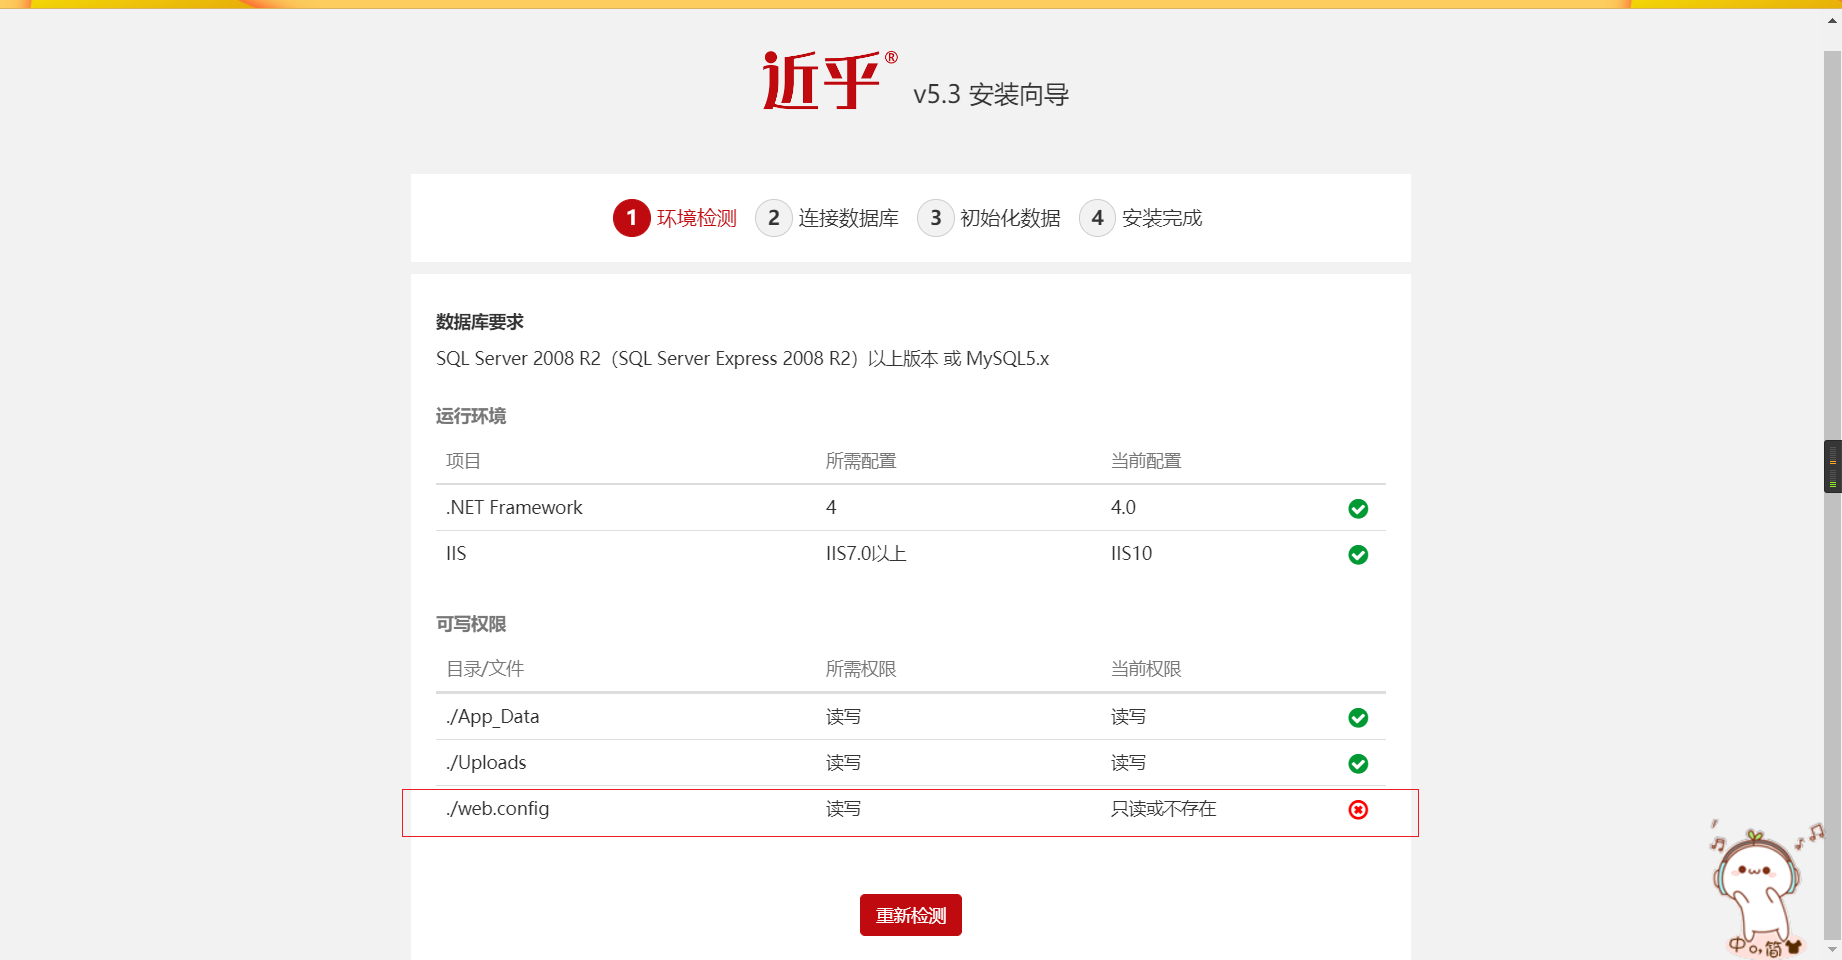 近乎® v5.3 安装向导
1 环境检测 2 连接数据库 3 初始化数据 4 安装完成
数据库要求
SQL Server 2008 R2（SQL Server Express 2008 R2）以上版本 或 MySQL5.x
运行环境
项目 所需配置 当前配置
.NET Framework 4 4.0
IIS IIS7.0以上 IIS10
可写权限
目录/文件 所需权限 当前权限
./App_Data 读写 读写
./Uploads 读写 读写
./web.config 读写 只读或不存在
重新检测
中 简